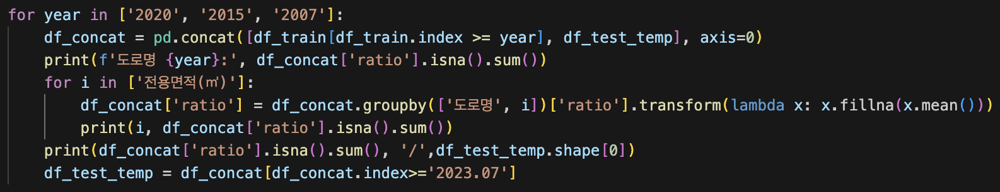 for year in ['2020', '2015', '2007']:
    df_concat = pd.concat([df_train[df_train.index >= year], df_test_temp], axis=0)
    print(f'도로명 {year}:', df_concat['ratio'].isna().sum())
    for i in ['전용면적(㎡)']:
        df_concat['ratio'] = df_concat.groupby(['도로명', i])['ratio'].transform(lambda x: x.fillna(x.mean()))
        print(i, df_concat['ratio'].isna().sum())
    print(df_concat['ratio'].isna().sum(), '/',df_test_temp.shape[0])
    df_test_temp = df_concat[df_concat.index>='2023.07']